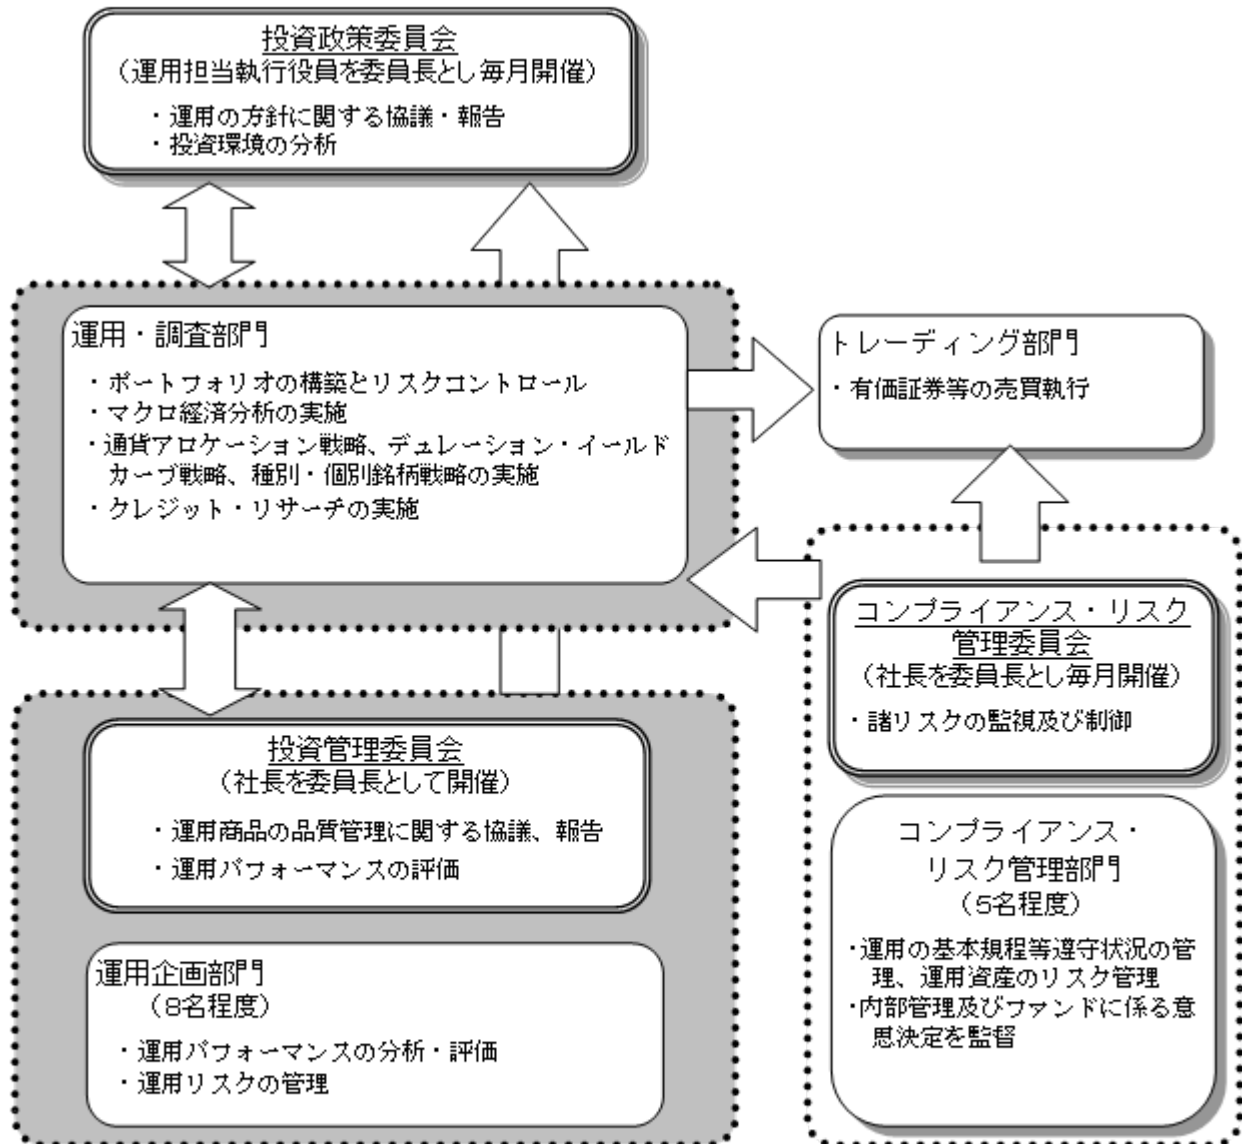 投資政策委員会
（運用担当執行役員を委員長とし毎月開催）
・運用の方針に関する協議・報告
・投資環境の分析
運用・調査部門
・ポートフォリオの構築とリスクコントロール
・マクロ経済分析の実施
・通貨アロケーション戦略、デュレーション・イールド
カーブ戦略、種別・個別銘柄戦略の実施
・クレジット・リサーチの実施
トレーディング部門
・有価証券等の売買執行
コンプライアンス・リスク
管理委員会
（社長を委員長とし毎月開催）
・諸リスクの監視及び制御
投資管理委員会
（社長を委員長として開催）
・運用商品の品質管理に関する協議、報告
・運用パフォーマンスの評価
コンプライアンス・
リスク管理部門
（5名程度）
・運用の基本規程等遵守状況の管
理、運用資産のリスク管理
・内部管理及びファンドに係る意
思決定を監督
運用企画部門
（8名程度）
・運用パフォーマンスの分析・評価
・運用リスクの管理